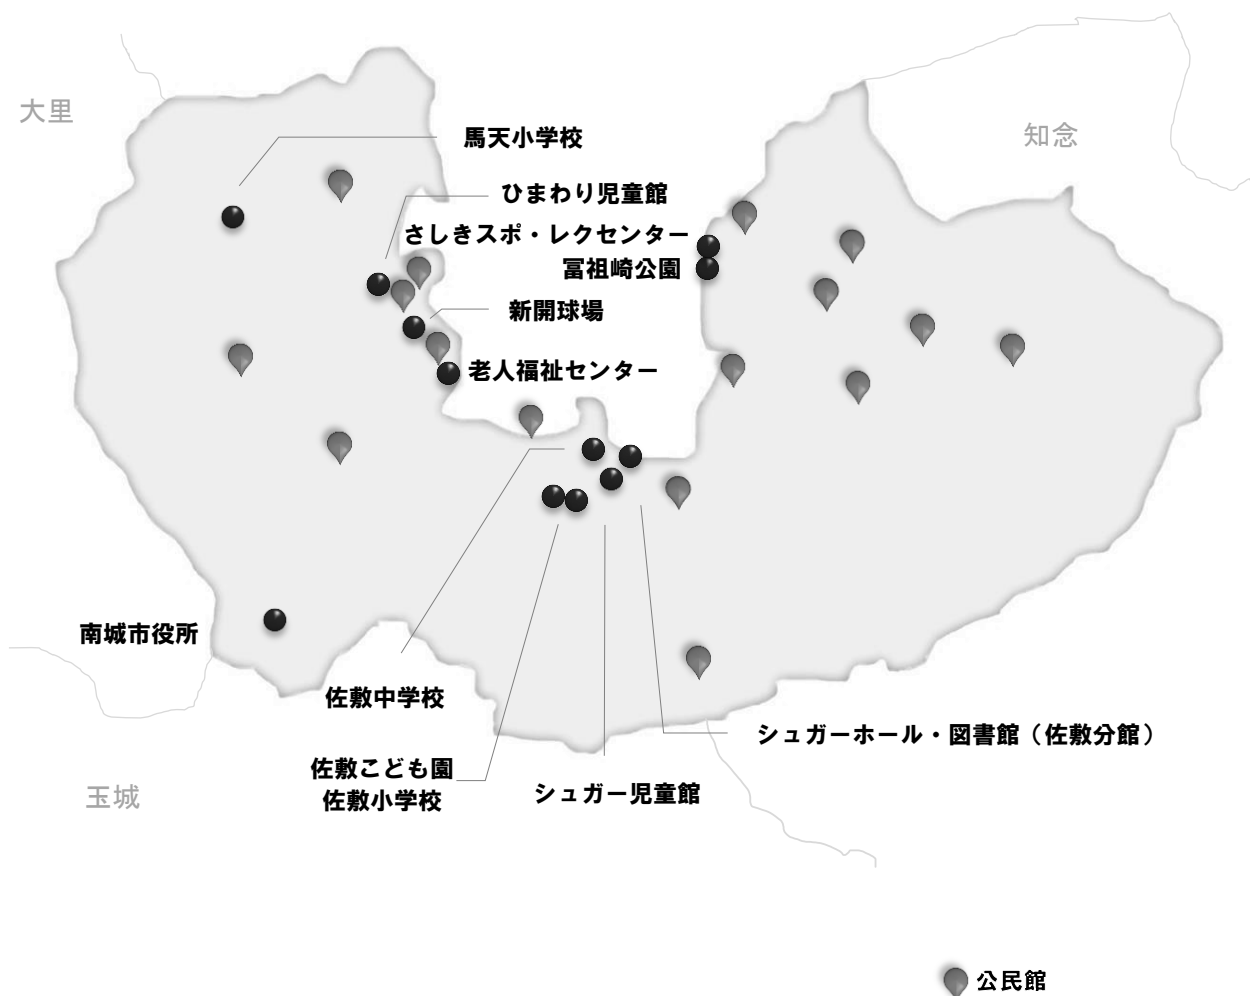 大里
馬天小学校
知念
ひまわり児童館
さしきスポ・レクセンター
冨祖崎公園
新開球場
老人福祉センター
南城市役所
佐敷中学校
シュガーホール・図書館（佐敷分館）
佐敷こども園
佐敷小学校
シュガー児童館
玉城
公民館